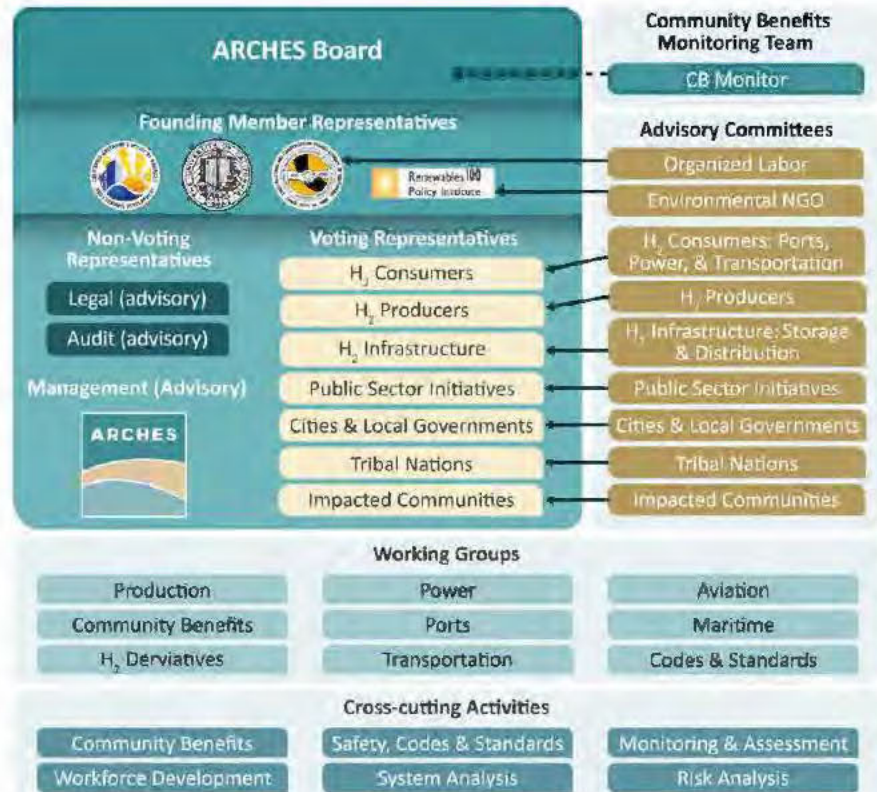 ARCHES Board
Founding Member Representatives
Renewables 100
Policy Institute
Non-Voting
Representatives
Legal (advisory)
Audit (advisory)
Management (Advisory)
ARCHES
Voting Representatives
H₂ Consumers
H₂ Producers
H₂ Infrastructure
Public Sector Initiatives
Cities & Local Governments
Tribal Nations
Impacted Communities
Community Benefits
Monitoring Team
CB Monitor
Advisory Committees
Organized Labor
Environmental NGO
H₂ Consumers: Ports,
Power, & Transportation
H₂ Producers
H₂ Infrastructure: Storage
& Distribution
Public Sector Initiatives
Cities & Local Governments
Tribal Nations
Impacted Communities
Working Groups
Production
Power
Aviation
Community Benefits
Ports
Maritime
H₂ Derviatives
Transportation
Codes & Standards
Cross-cutting Activities
Community Benefits
Safety, Codes & Standards
Monitoring & Assessment
Workforce Development
System Analysis
Risk Analysis